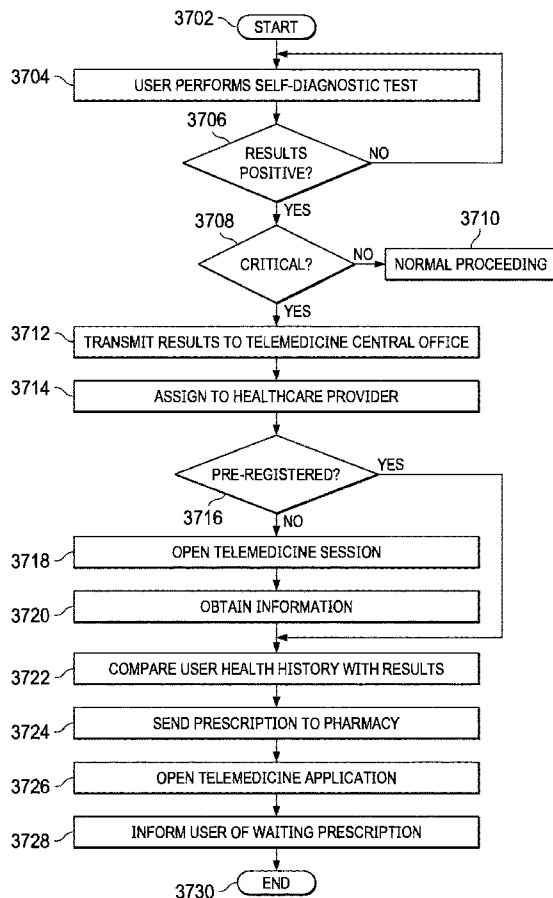 3702
START
3704
USER PERFORMS SELF-DIAGNOSTIC TEST
3706
RESULTS
POSITIVE?
NO
YES
3708
CRITICAL?
NO
3710
NORMAL PROCEEDING
YES
3712
TRANSMIT RESULTS TO TELEMEDICINE CENTRAL OFFICE
3714
ASSIGN TO HEALTHCARE PROVIDER
PRE-REGISTERED?
YES
3716
NO
3718
OPEN TELEMEDICINE SESSION
3720
OBTAIN INFORMATION
3722
COMPARE USER HEALTH HISTORY WITH RESULTS
3724
SEND PRESCRIPTION TO PHARMACY
3726
OPEN TELEMEDICINE APPLICATION
3728
INFORM USER OF WAITING PRESCRIPTION
3730
END